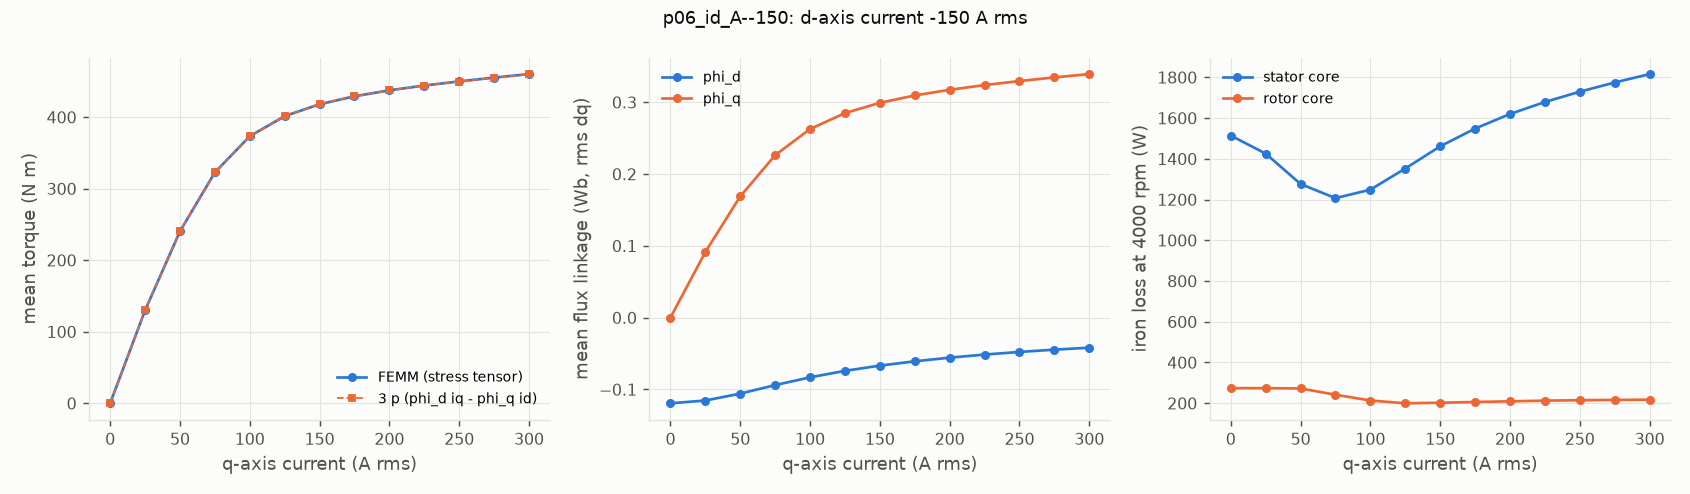 p06_id_A--150: d-axis current -150 A rms
mean torque (N m)
400
300
200
100
0
FEMM (stress tensor)
3 p (phi_d iq - phi_q id)
0 50 100 150 200 250 300
q-axis current (A rms)
mean flux linkage (Wb, rms dq)
phi_d
phi_q
0.3
0.2
0.1
0.0
−0.1
0 50 100 150 200 250 300
q-axis current (A rms)
iron loss at 4000 rpm (W)
stator core
rotor core
1800
1600
1400
1200
1000
800
600
400
200
0 50 100 150 200 250 300
q-axis current (A rms)